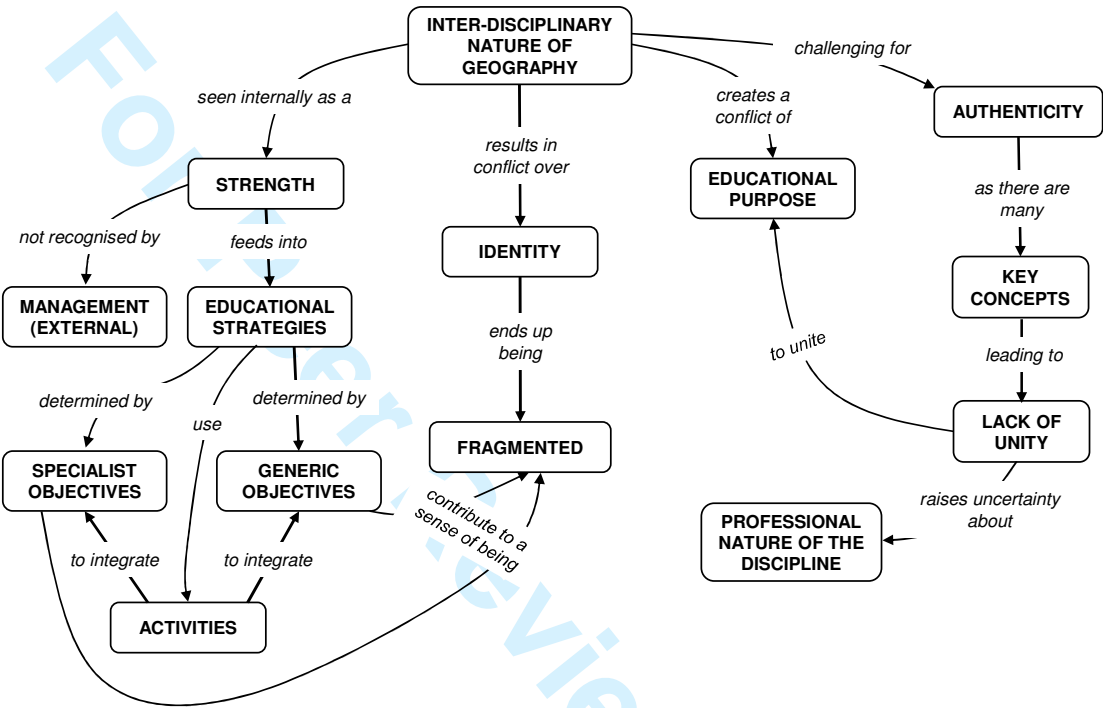 INTER-DISCIPLINARY
NATURE OF
GEOGRAPHY
challenging for
seen internally as a
creates a
conflict of
AUTHENTICITY
results in
conflict over
STRENGTH
EDUCATIONAL
PURPOSE
as there are
many
not recognised by
feeds into
IDENTITY
KEY
CONCEPTS
MANAGEMENT
(EXTERNAL)
EDUCATIONAL
STRATEGIES
ends up
being
to unite
leading to
determined by
use
determined by
FRAGMENTED
LACK OF
UNITY
SPECIALIST
OBJECTIVES
GENERIC
OBJECTIVES
contribute to a
sense of being
raises uncertainty
about
PROFESSIONAL
NATURE OF THE
DISCIPLINE
to integrate
to integrate
ACTIVITIES
For Peer Review